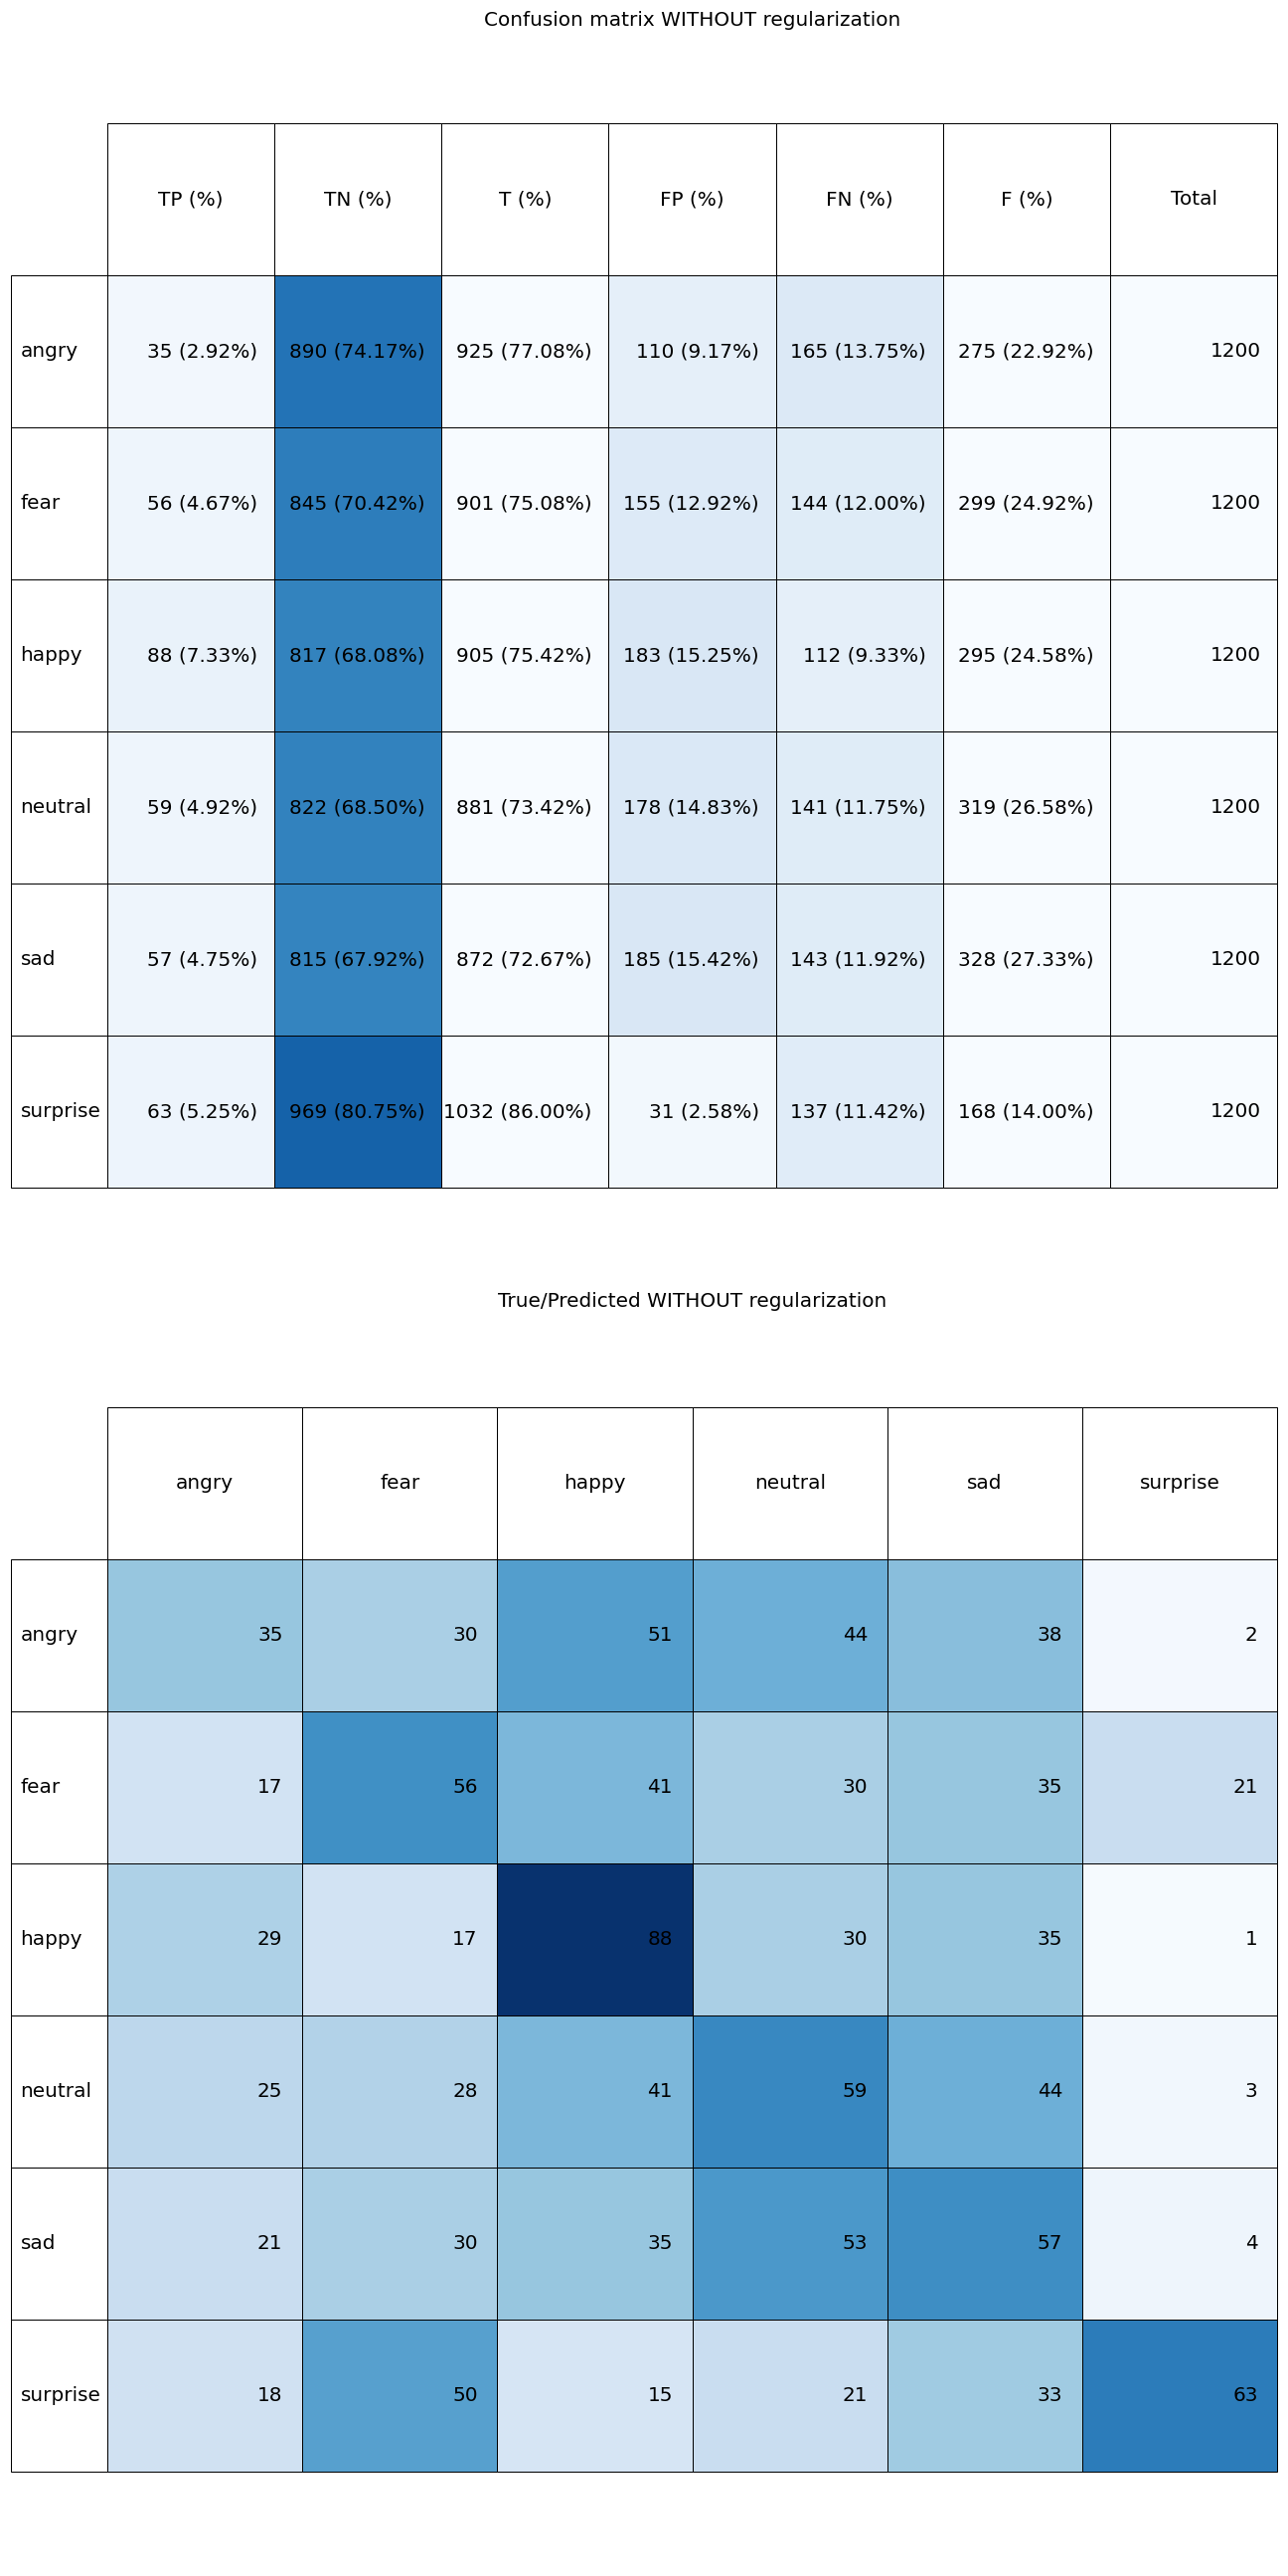 Confusion matrix WITHOUT regularization
TP (%) TN (%) T (%) FP (%) FN (%) F (%) Total
angry 35 (2.92%) 890 (74.17%) 925 (77.08%) 110 (9.17%) 165 (13.75%) 275 (22.92%) 1200
fear 56 (4.67%) 845 (70.42%) 901 (75.08%) 155 (12.92%) 144 (12.00%) 299 (24.92%) 1200
happy 88 (7.33%) 817 (68.08%) 905 (75.42%) 183 (15.25%) 112 (9.33%) 295 (24.58%) 1200
neutral 59 (4.92%) 822 (68.50%) 881 (73.42%) 178 (14.83%) 141 (11.75%) 319 (26.58%) 1200
sad 57 (4.75%) 815 (67.92%) 872 (72.67%) 185 (15.42%) 143 (11.92%) 328 (27.33%) 1200
surprise 63 (5.25%) 969 (80.75%) 1032 (86.00%) 31 (2.58%) 137 (11.42%) 168 (14.00%) 1200
True/Predicted WITHOUT regularization
angry fear happy neutral sad surprise
angry 35 30 51 44 38 2
fear 17 56 41 30 35 21
happy 29 17 88 30 35 1
neutral 25 28 41 59 44 3
sad 21 30 35 53 57 4
surprise 18 50 15 21 33 63